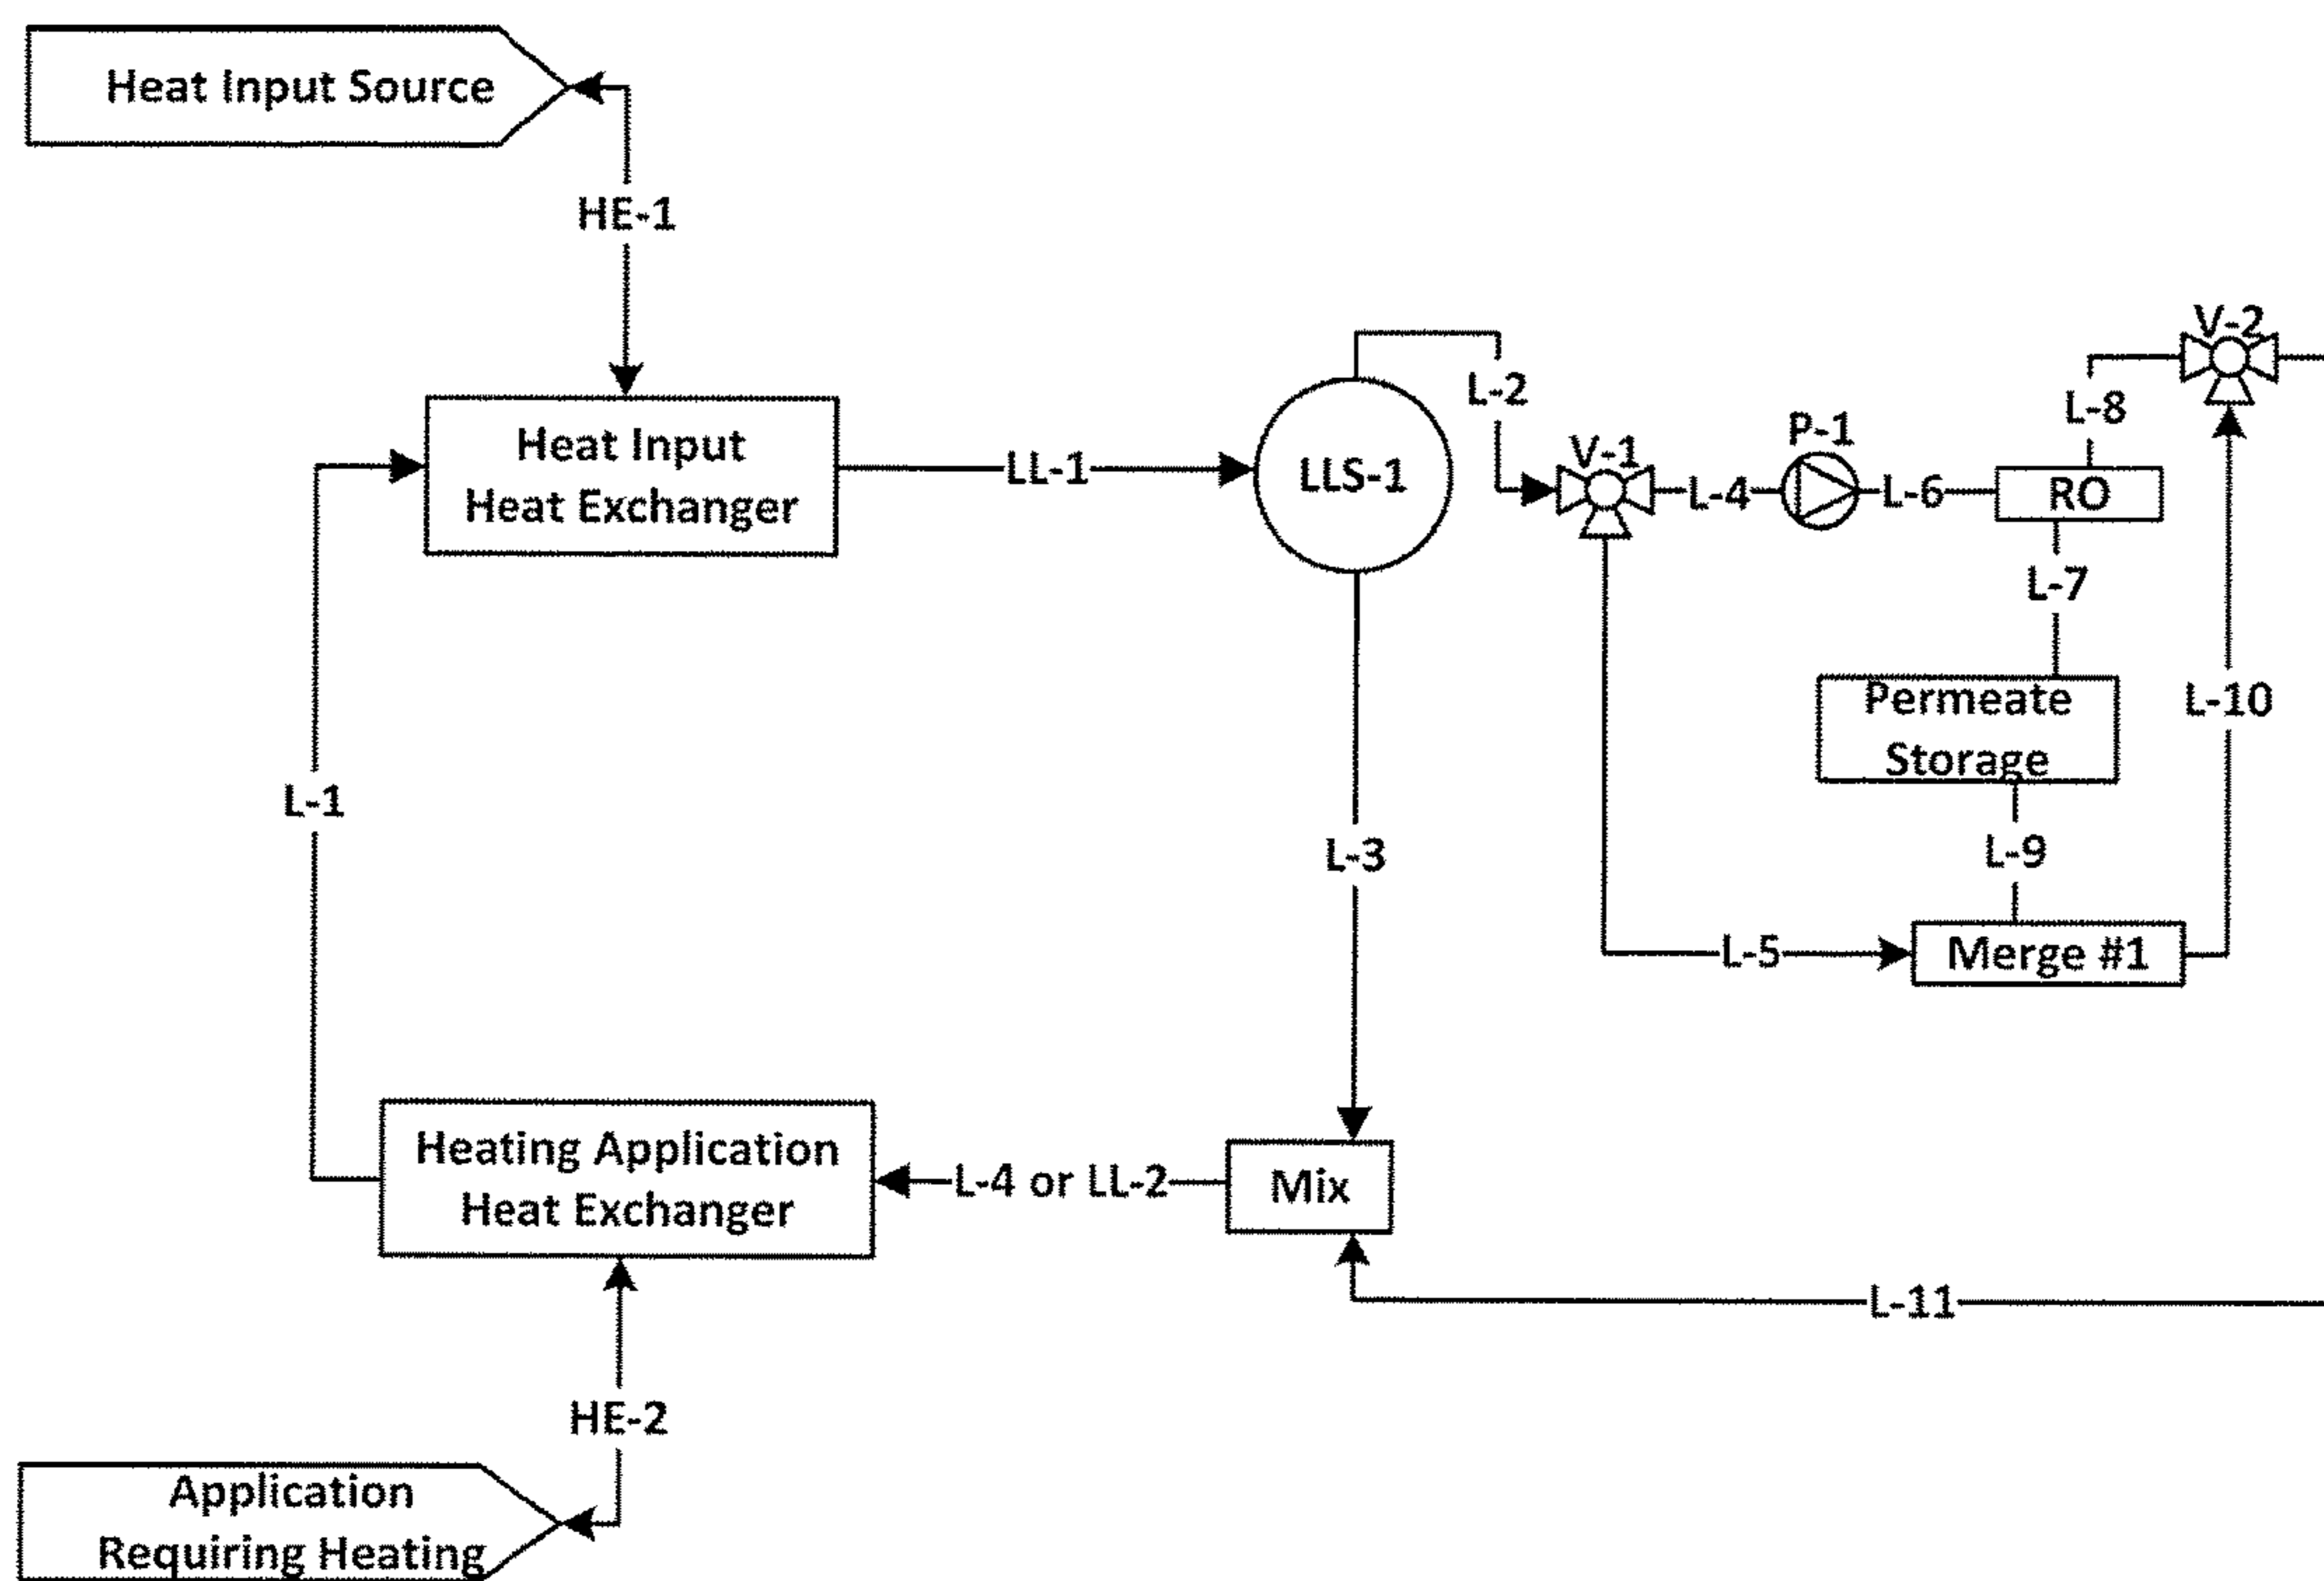 Heat Input Source
HE-1
V-2
L-2
L-8
P-1
V-1
Heat Input
Heat Exchanger
LL-1
LLS-1
L-4
L-6
RO
L-7
Permeate
Storage
L-10
L-1
L-3
L-9
L-5
Merge #1
Heating Application
Heat Exchanger
L-4 or LL-2
Mix
L-11
HE-2
Application
Requiring Heating